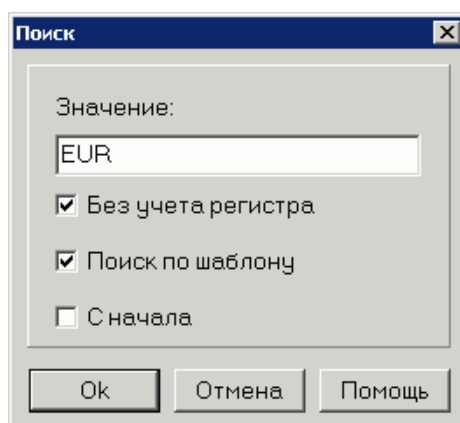 Поиск
Значение:
EUR
Без учета регистра
Поиск по шаблону
С начала
Ok Отмена Помощь